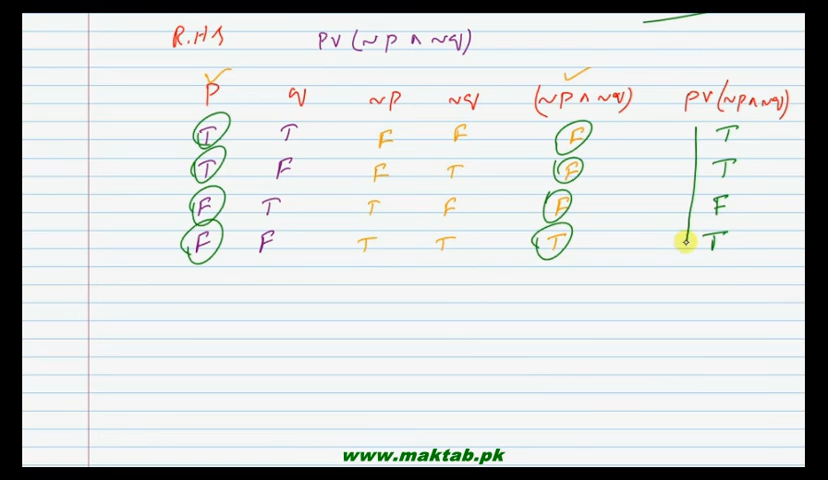 R.H.S p∨(~p ∧ ~q)
p q ~p ~q (~p ∧ ~q) p∨(~p∧~q)
T T F F F T
T F F T F T
F T T F F F
F F T T T T
www.maktab.pk